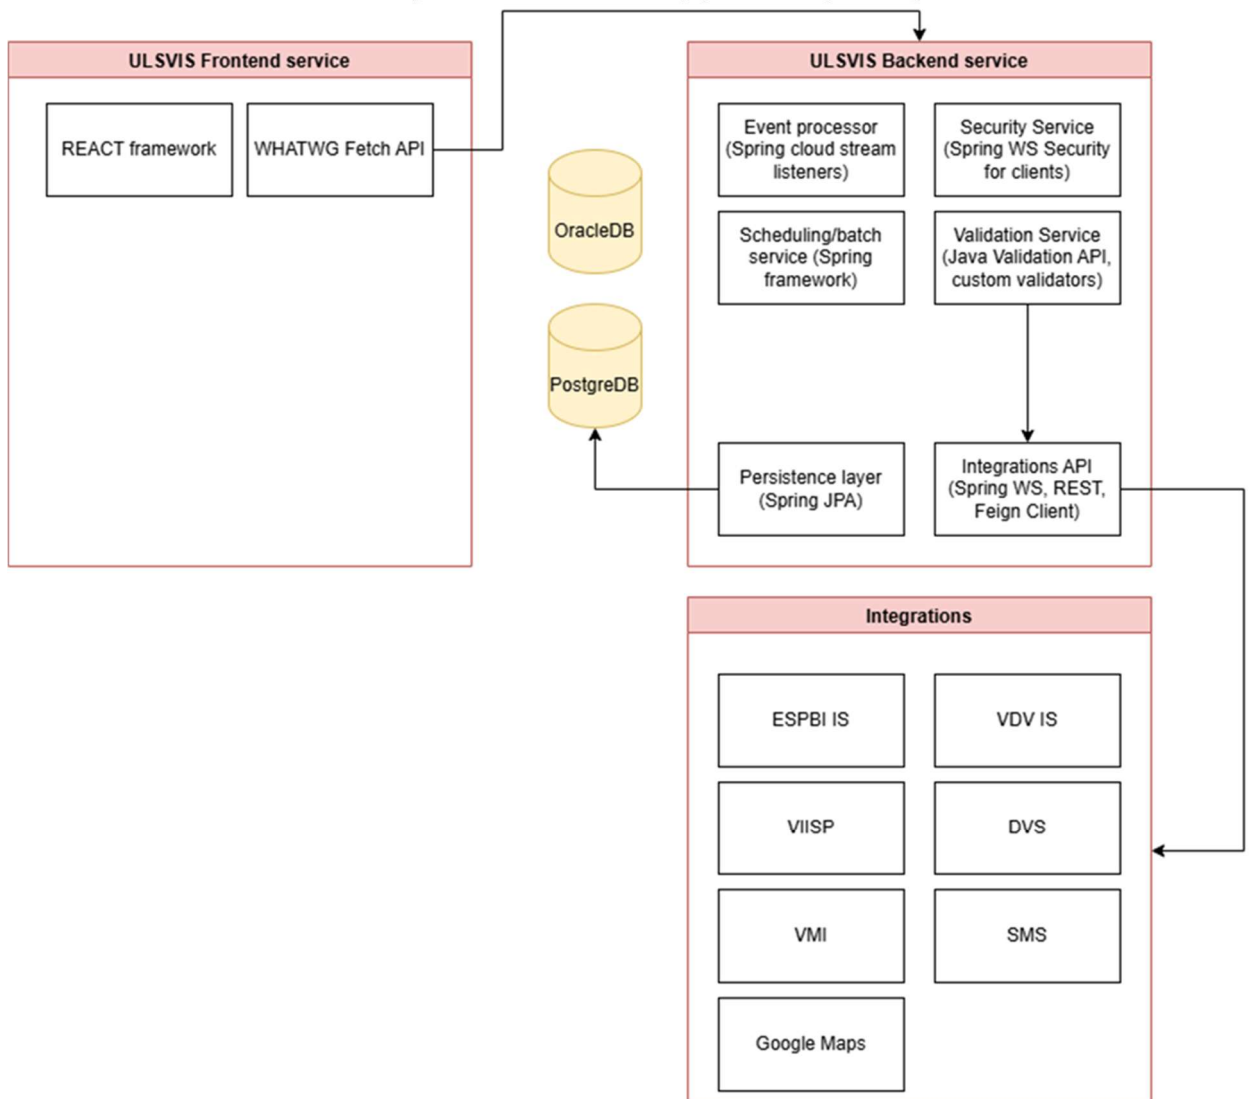 ULSVIS Frontend service
REACT framework
WHATWG Fetch API
OracleDB
PostgreDB
ULSVIS Backend service
Event processor
(Spring cloud stream
listeners)
Security Service
(Spring WS Security
for clients)
Scheduling/batch
service (Spring
framework)
Validation Service
(Java Validation API,
custom validators)
Persistence layer
(Spring JPA)
Integrations API
(Spring WS, REST,
Feign Client)
Integrations
ESPBI IS
VDV IS
VIISP
DVS
VMI
SMS
Google Maps